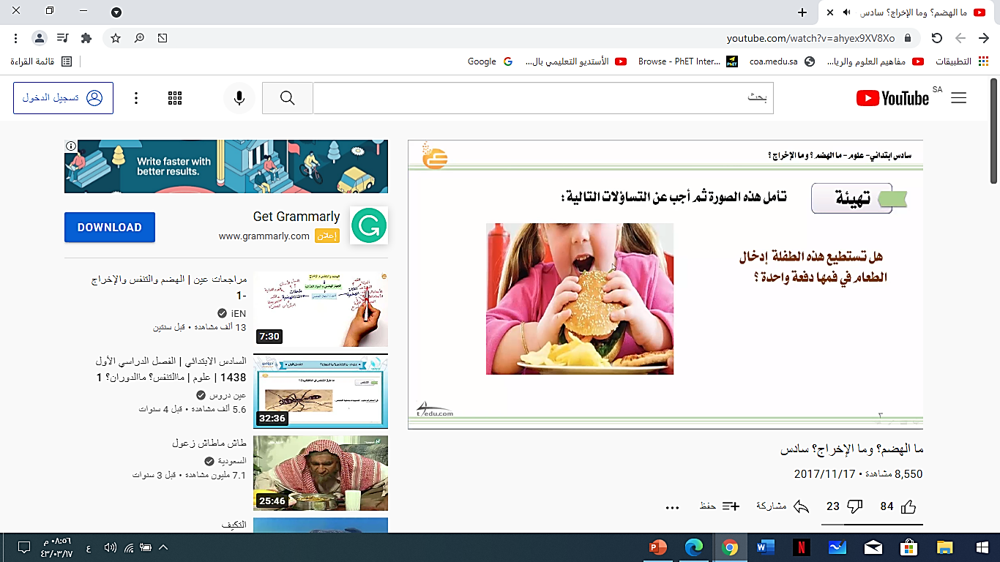 ما الهضم؟ وما الإخراج؟ سادس
youtube.com/watch?v=ahyex9XV8Xo
التطبيقات
مفاهيم العلوم والريا...
coa.medu.sa
Browse - PhET Inter...
الأستديو التعليمي بال...
Google
قائمة القراءة
YouTube SA
بحث
تسجيل الدخول
سادس ابتدائي- علوم- ما الهضم؟ وما الإخراج؟
تهيئة
تأمل هذه الصورة ثم أجب عن التساؤلات التالية:
هل تستطيع هذه الطفلة إدخال
الطعام في فمها دفعة واحدة؟
t4edu.com
٣
ما الهضم؟ وما الإخراج؟ سادس
8,550 مشاهدة • 2017/11/17
84
23
مشاركة
حفظ
Write faster with
better results.
Get Grammarly
إعلان www.grammarly.com
DOWNLOAD
مراجعات عين | الهضم والتنفس والإخراج
-1
iEN
13 ألف مشاهدة • قبل سنتين
7:30
السادس الابتدائي | الفصل الدراسي الأول
1438 | علوم | ماالتنفس؟ ماالدوران؟ 1
عين دروس
5.6 ألف مشاهدة • قبل 4 سنوات
32:36
طاش ماطاش زعول
السعودية
7.1 مليون مشاهدة • قبل 3 سنوات
25:46
التكيف
ع
٠٨:٥٦ م
٤٣/٠٣/١٧